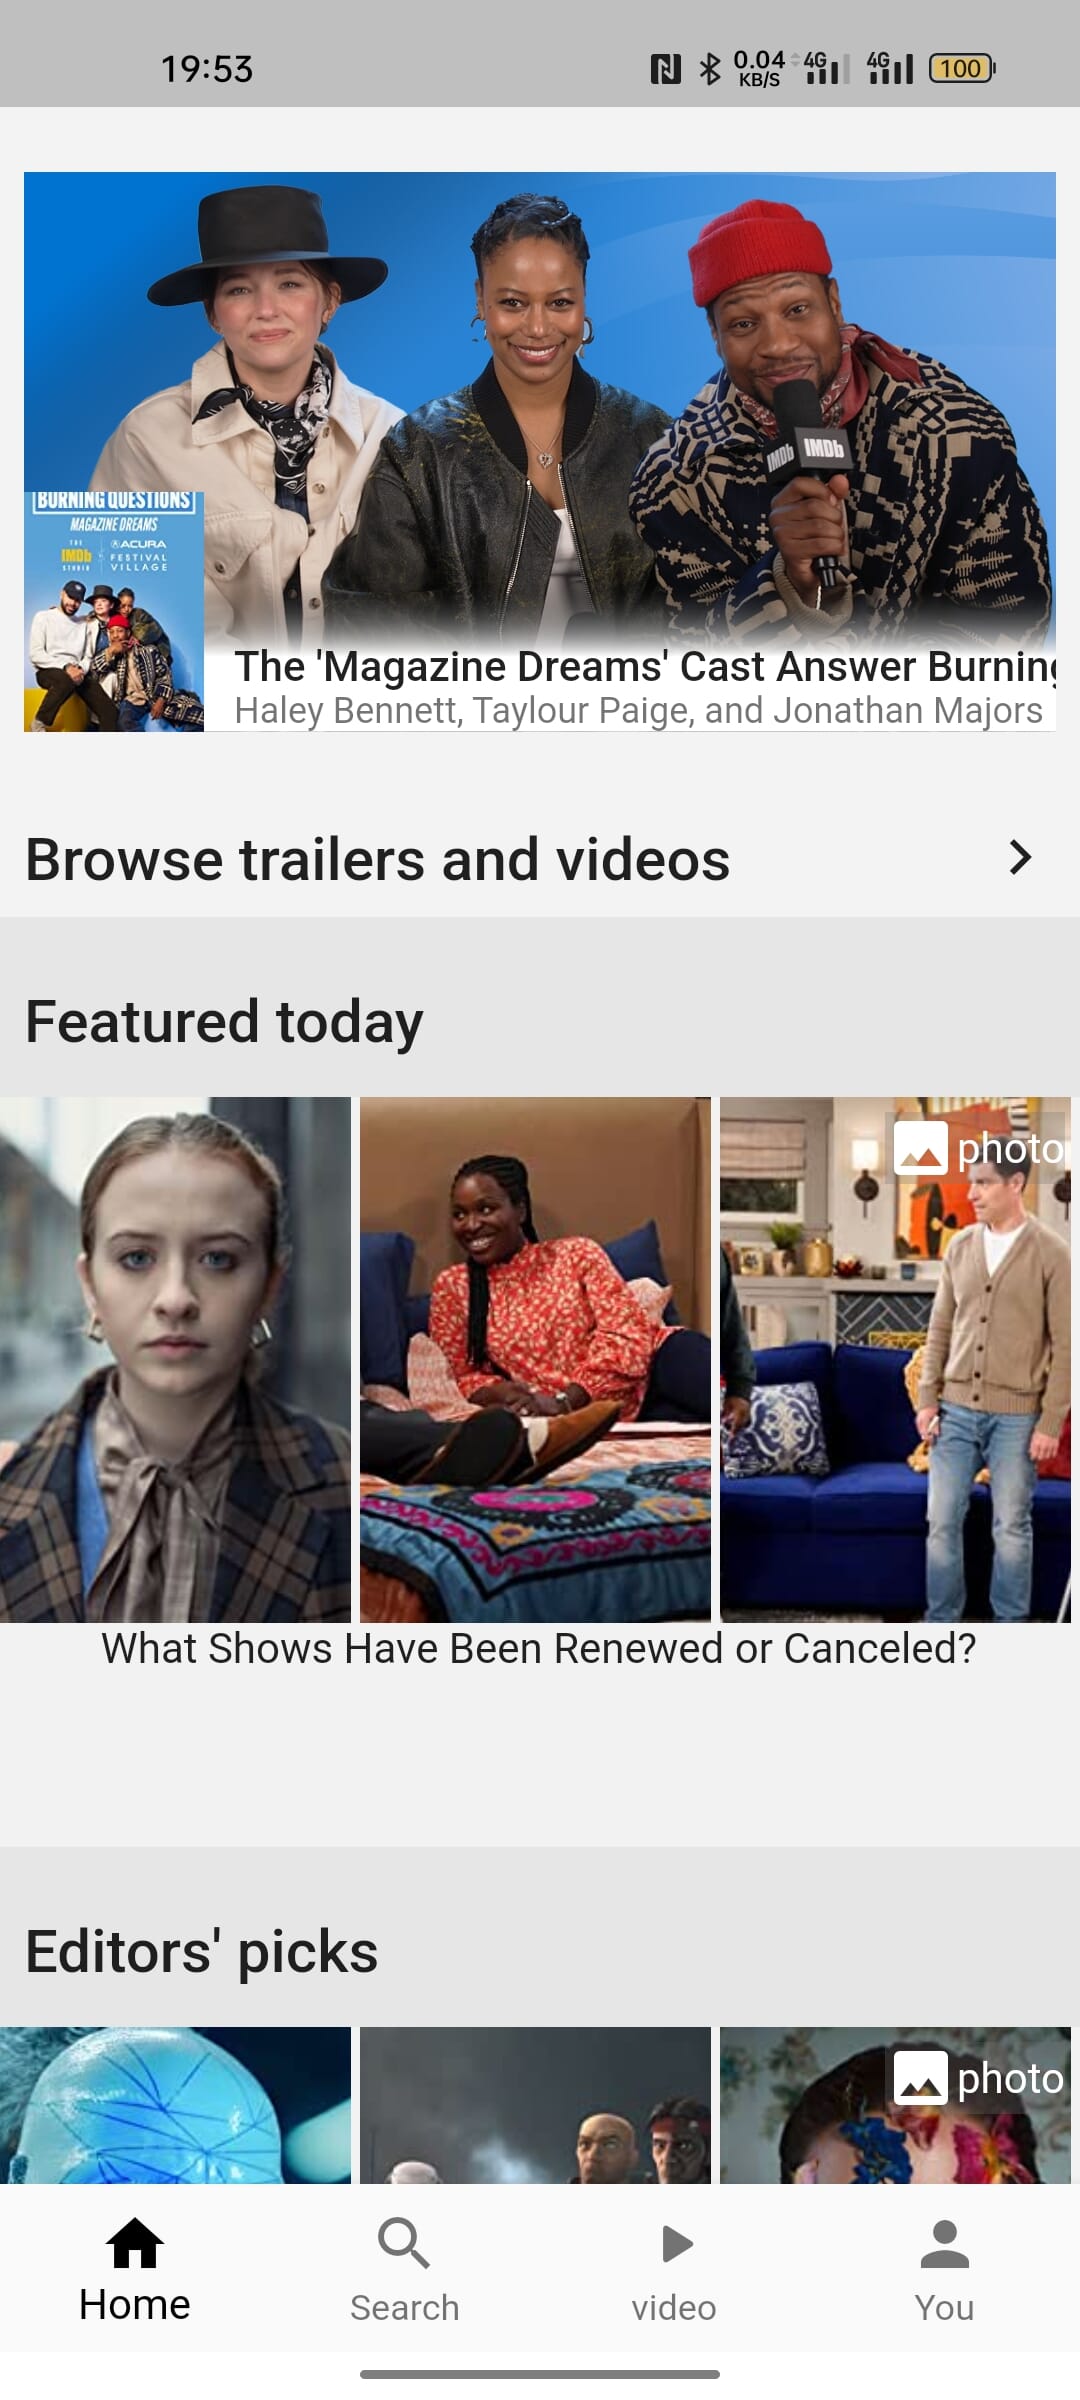 19:53
0.04
KB/S
4G
4G
100
IMDb
IMDb
BURNING QUESTIONS
MAGAZINE DREAMS
THE
IMDb
STUDIO
ACURA
FESTIVAL
VILLAGE
The 'Magazine Dreams' Cast Answer Burning
Haley Bennett, Taylour Paige, and Jonathan Majors
Browse trailers and videos
Featured today
photo
What Shows Have Been Renewed or Canceled?
Editors' picks
photo
Home
Search
video
You